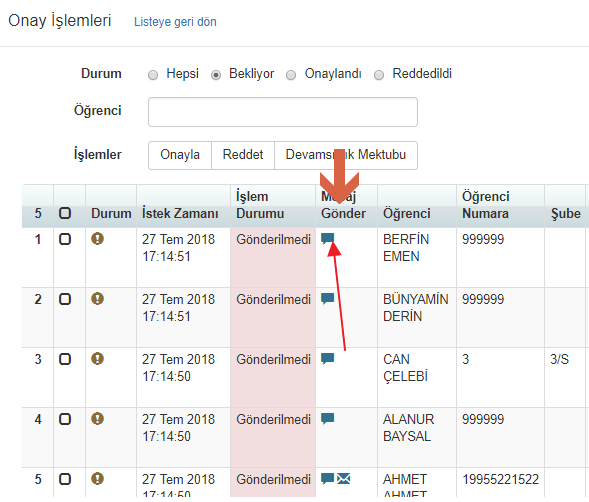 Onay İşlemleri Listeye geri dön
Durum Hepsi Bekliyor Onaylandı Reddedildi
Öğrenci
İşlemler Onayla Reddet Mektubu
5 Durum İstek Zamanı İşlem Durumu Gönder Öğrenci Öğrenci Numara Şube
1 27 Tem 2018 17:14:51 Gönderilmedi BERFİN EMEN 999999
2 27 Tem 2018 17:14:51 Gönderilmedi BÜNYAMİN DERİN 999999
3 27 Tem 2018 17:14:50 Gönderilmedi CAN ÇELEBİ 3 3/S
4 27 Tem 2018 17:14:50 Gönderilmedi ALANUR BAYSAL 999999
5 27 Tem 2018 17:14:50 Gönderilmedi AHMET AHMET 19955221522